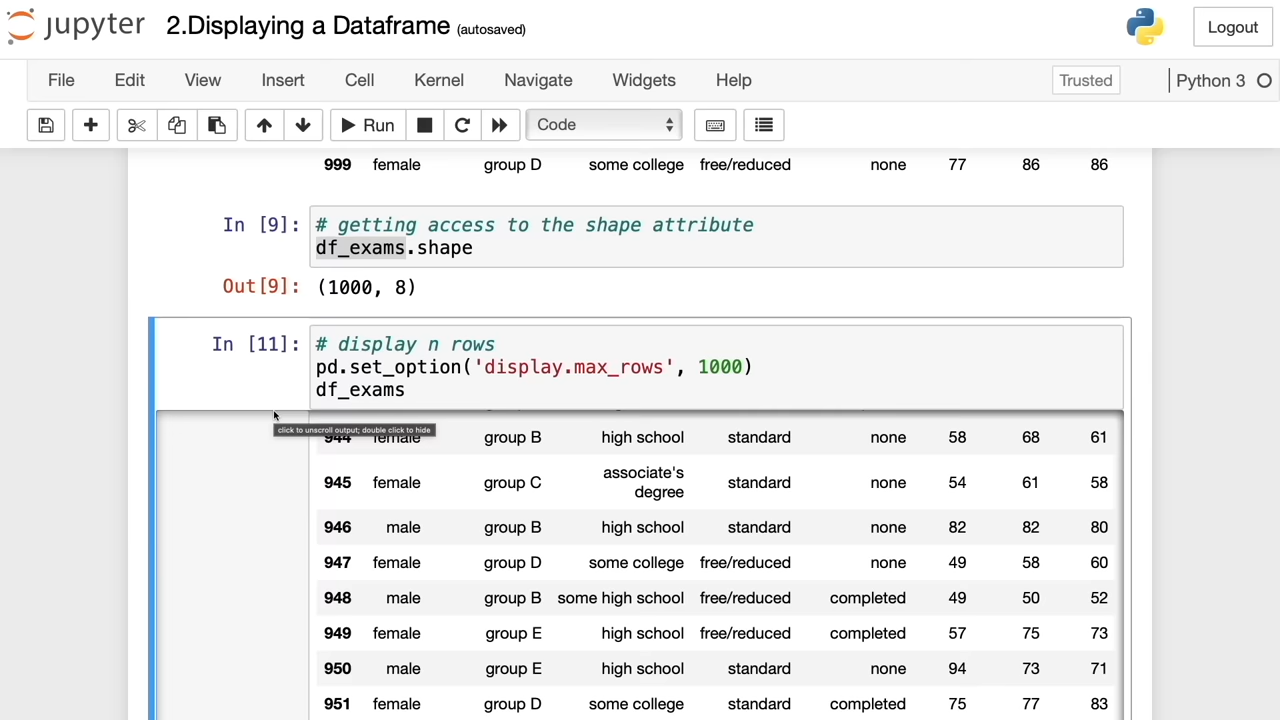 jupyter 2.Displaying a Dataframe (autosaved) Logout
File Edit View Insert Cell Kernel Navigate Widgets Help Trusted Python 3
Run Code
999 female group D some college free/reduced none 77 86 86
In [9]: # getting access to the shape attribute
df_exams.shape
Out[9]: (1000, 8)
In [11]: # display n rows
pd.set_option('display.max_rows', 1000)
df_exams
click to unscroll output; double click to hide
944 female group B high school standard none 58 68 61
945 female group C associate's degree standard none 54 61 58
946 male group B high school standard none 82 82 80
947 female group D some college free/reduced none 49 58 60
948 male group B some high school free/reduced completed 49 50 52
949 female group E high school free/reduced completed 57 75 73
950 male group E high school standard none 94 73 71
951 female group D some college standard completed 75 77 83